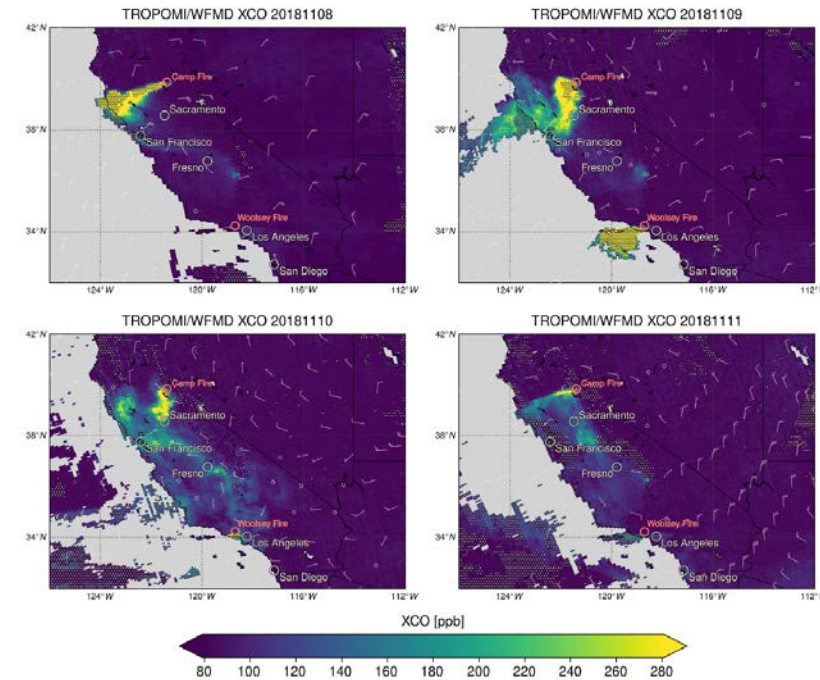 TROPOMI/WFMD XCO 20181108
42°N
Camp Fire
Sacramento
38°N
San Francisco
Fresno
Woolsey Fire
34°N
Los Angeles
San Diego
124°W 120°W 116°W 112°W
TROPOMI/WFMD XCO 20181109
42°N
Camp Fire
Sacramento
38°N
San Francisco
Fresno
Woolsey Fire
34°N
Los Angeles
San Diego
124°W 120°W 116°W 112°W
TROPOMI/WFMD XCO 20181110
42°N
Camp Fire
Sacramento
38°N
San Francisco
Fresno
Woolsey Fire
34°N
Los Angeles
San Diego
124°W 120°W 116°W 112°W
TROPOMI/WFMD XCO 20181111
42°N
Camp Fire
Sacramento
38°N
San Francisco
Fresno
Woolsey Fire
34°N
Los Angeles
San Diego
124°W 120°W 116°W 112°W
XCO [ppb]
80 100 120 140 160 180 200 220 240 260 280